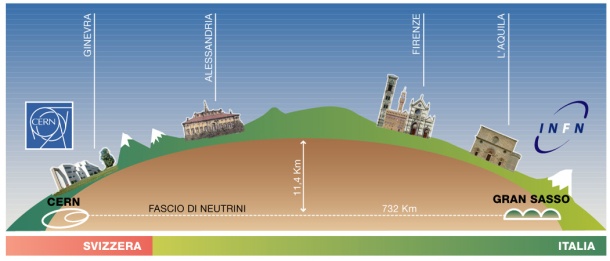 GINEVRA
ALESSANDRIA
FIRENZE
L'AQUILA
CERN
INFN
11,4 Km
CERN
GRAN SASSO
FASCIO DI NEUTRINI
732 Km
SVIZZERA
ITALIA